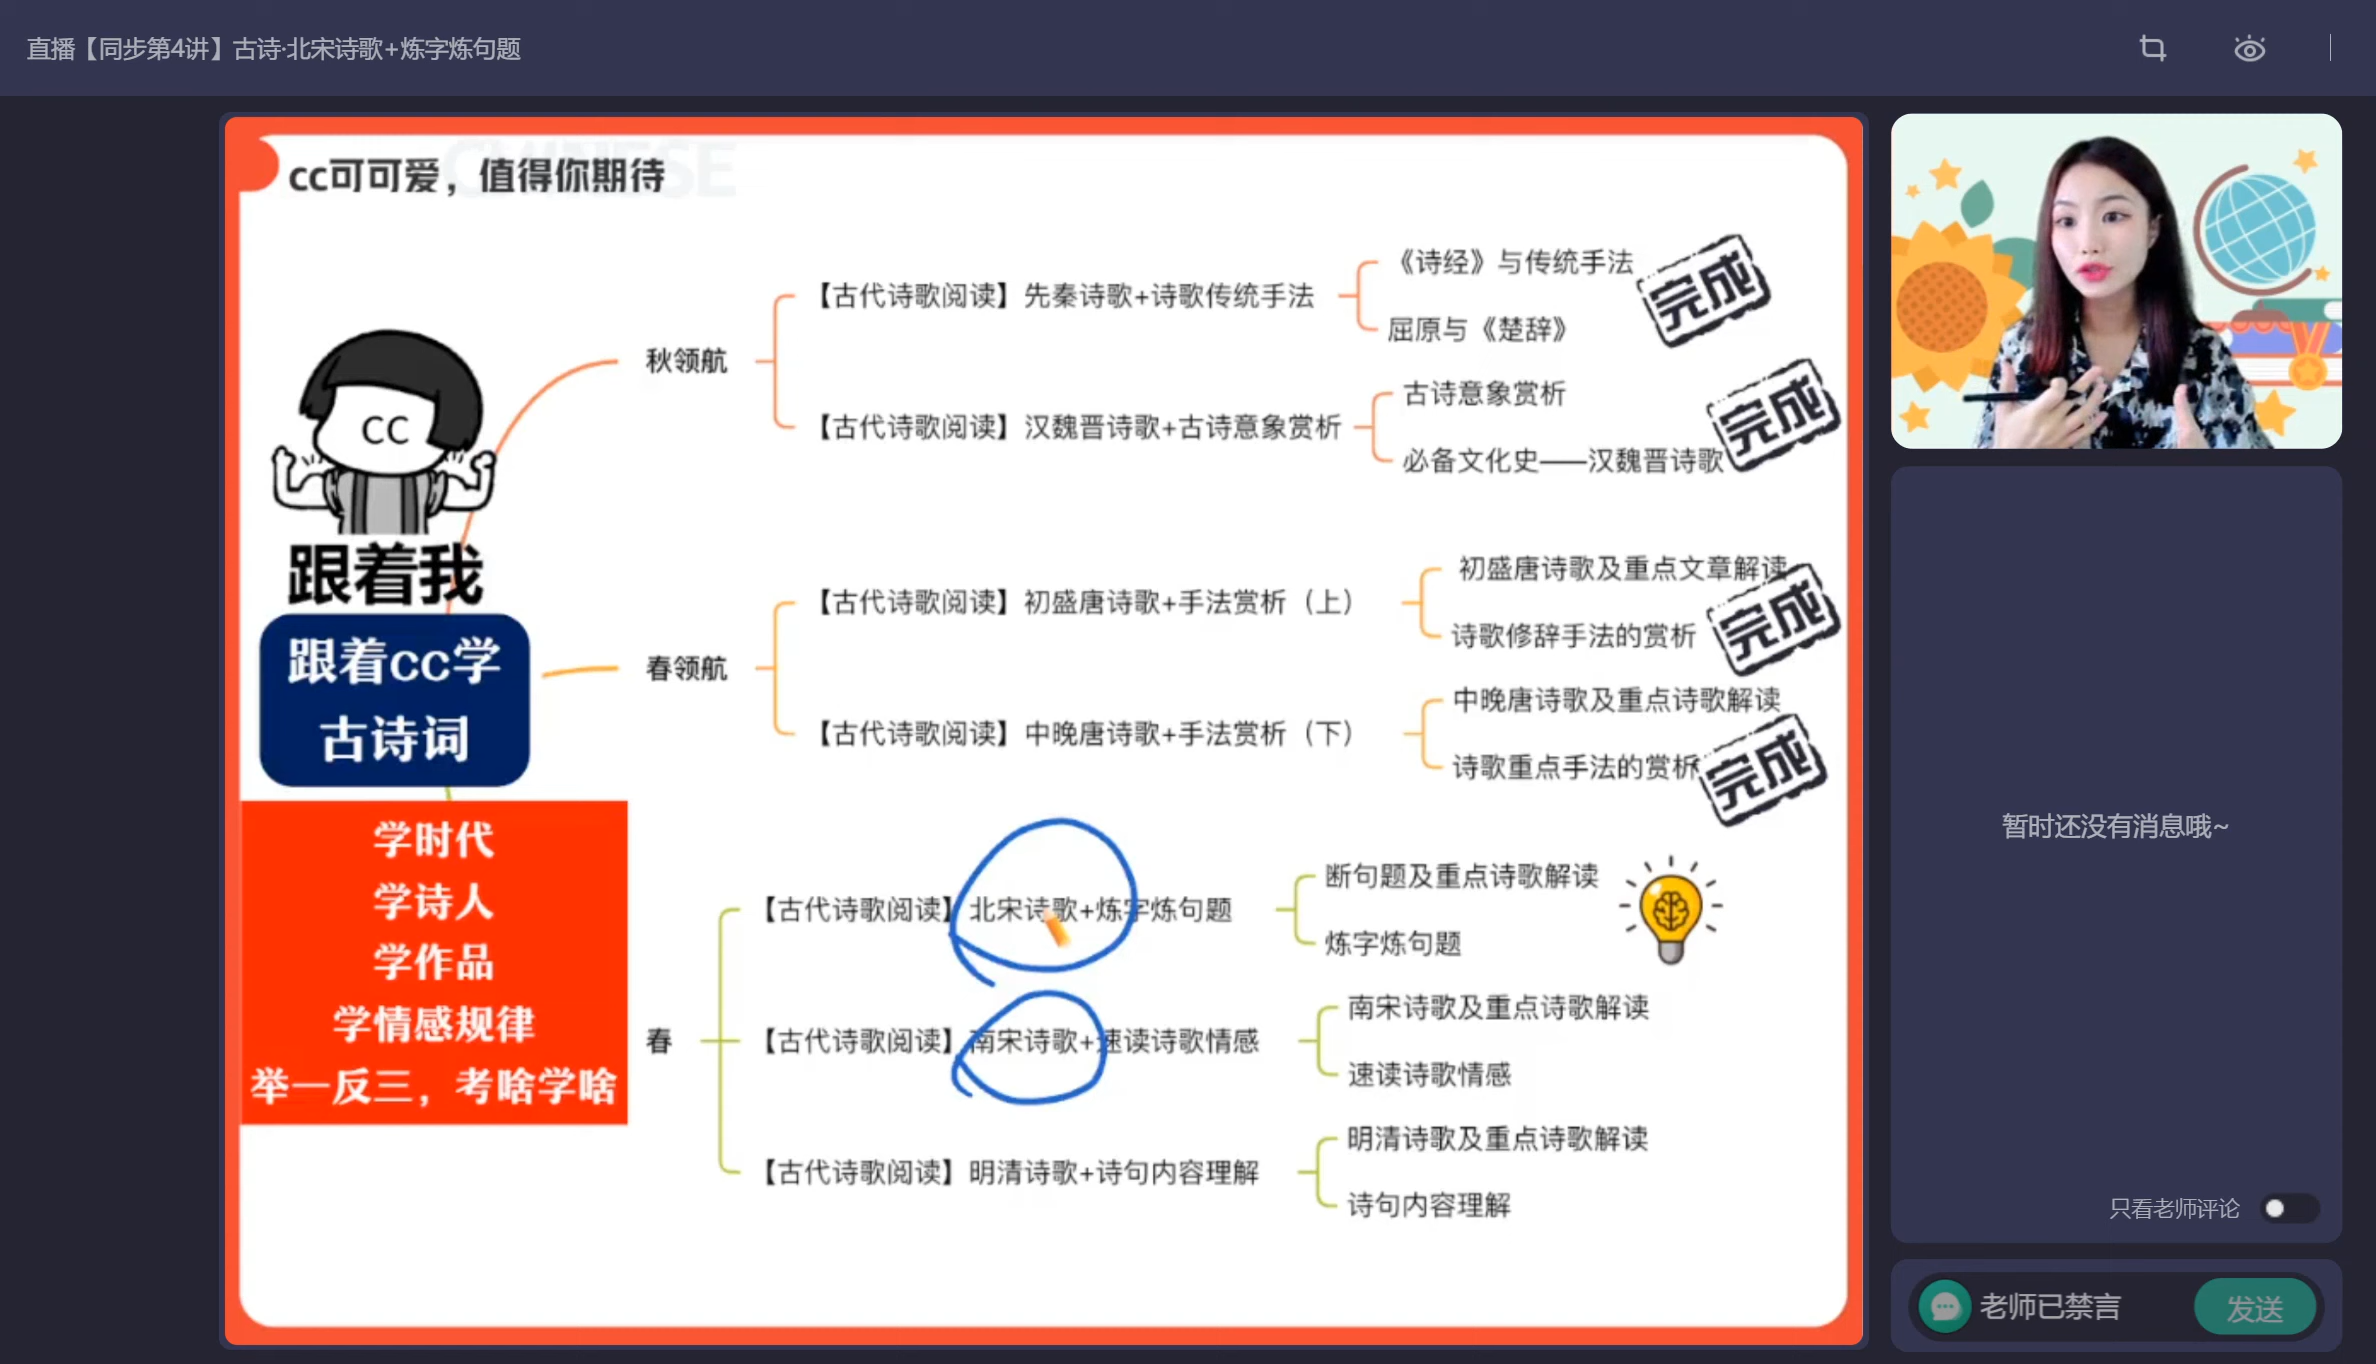 直播【同步第4讲】古诗·北宋诗歌+炼字炼句题
CHINESE
cc可可爱，值得你期待
CC
跟着我
跟着cc学
古诗词
学时代
学诗人
学作品
学情感规律
举一反三，考啥学啥
秋领航
【古代诗歌阅读】先秦诗歌+诗歌传统手法
《诗经》与传统手法
屈原与《楚辞》
完成
【古代诗歌阅读】汉魏晋诗歌+古诗意象赏析
古诗意象赏析
必备文化史——汉魏晋诗歌
完成
春领航
【古代诗歌阅读】初盛唐诗歌+手法赏析（上）
初盛唐诗歌及重点文章解读
诗歌修辞手法的赏析
完成
【古代诗歌阅读】中晚唐诗歌+手法赏析（下）
中晚唐诗歌及重点诗歌解读
诗歌重点手法的赏析
完成
春
【古代诗歌阅读】北宋诗歌+炼字炼句题
断句题及重点诗歌解读
炼字炼句题
【古代诗歌阅读】南宋诗歌+速读诗歌情感
南宋诗歌及重点诗歌解读
速读诗歌情感
【古代诗歌阅读】明清诗歌+诗句内容理解
明清诗歌及重点诗歌解读
诗句内容理解
暂时还没有消息哦~
只看老师评论
老师已禁言
发送